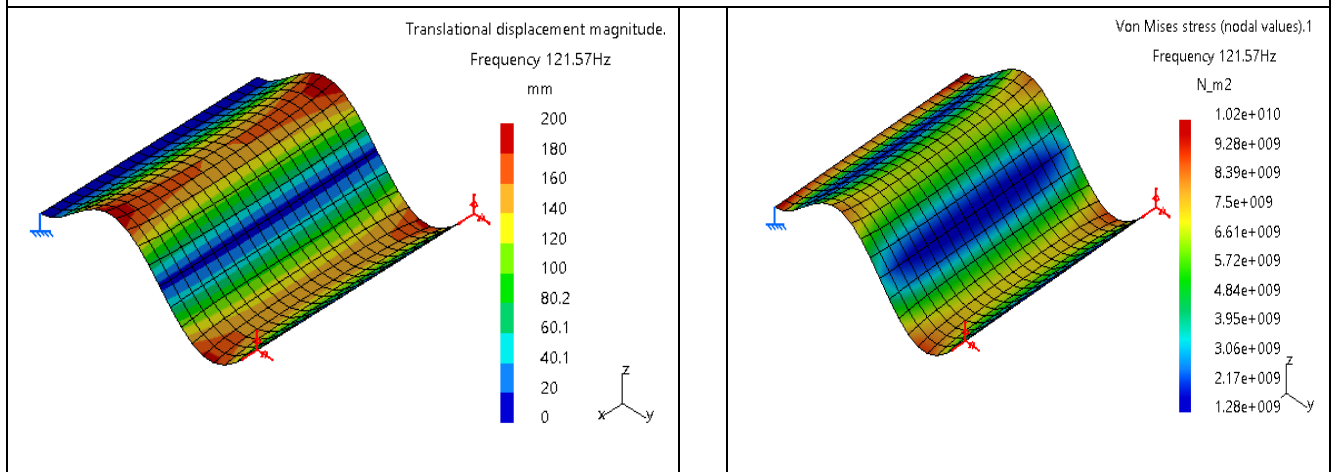 Translational displacement magnitude.
Frequency 121.57Hz
mm
200
180
160
140
120
100
80.2
60.1
40.1
20
0
z
x
y
Von Mises stress (nodal values).1
Frequency 121.57Hz
N_m2
1.02e+010
9.28e+009
8.39e+009
7.5e+009
6.61e+009
5.72e+009
4.84e+009
3.95e+009
3.06e+009
2.17e+009
1.28e+009
z
y